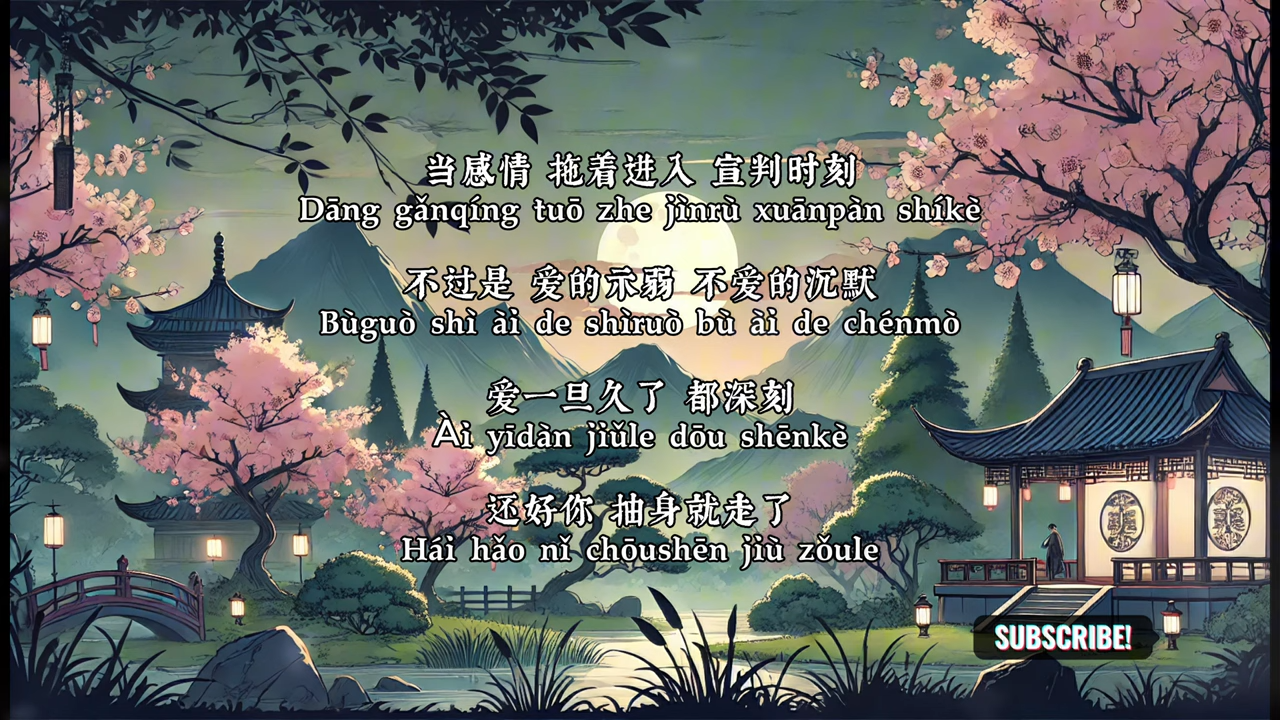 当感情 拖着进入 宣判时刻
Dāng gǎnqíng tuō zhe jìnrù xuānpàn shíkè
不过是 爱的示弱 不爱的沉默
Bùguò shì ài de shìruò bù ài de chénmò
爱一旦久了 都深刻
Ài yīdàn jiǔle dōu shēnkè
还好你 抽身就走了
Hái hǎo nǐ chōushēn jiù zǒule
SUBSCRIBE!